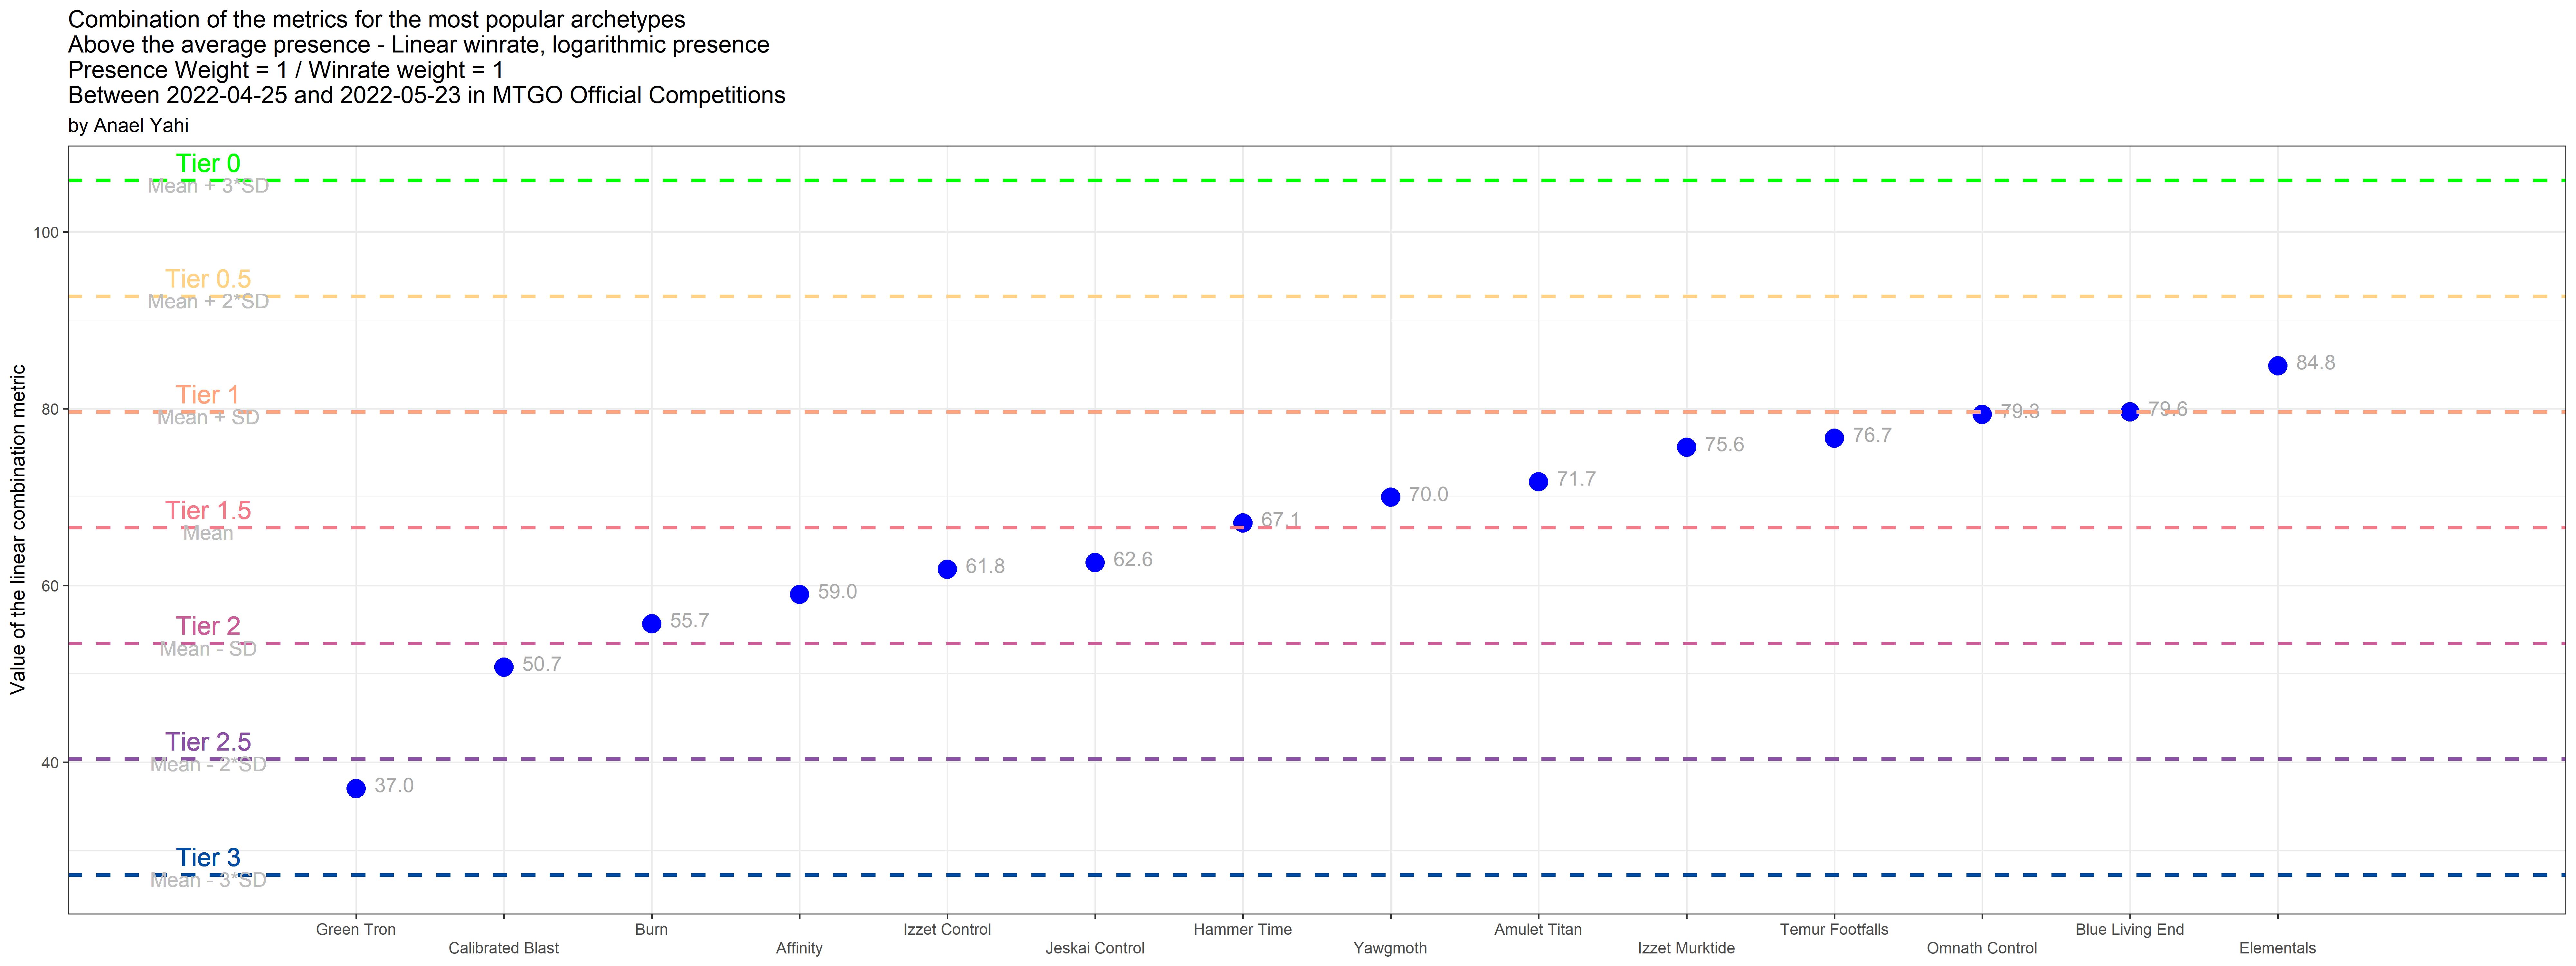 Combination of the metrics for the most popular archetypes
Above the average presence - Linear winrate, logarithmic presence
Presence Weight = 1 / Winrate weight = 1
Between 2022-04-25 and 2022-05-23 in MTGO Official Competitions
by Anael Yahi
Value of the linear combination metric
100
80
60
40
Tier 0
Mean + 3*SD
Tier 0.5
Mean + 2*SD
Tier 1
Mean + SD
Tier 1.5
Mean
Tier 2
Mean - SD
Tier 2.5
Mean - 2*SD
Tier 3
Mean - 3*SD
37.0
50.7
55.7
59.0
61.8
62.6
67.1
70.0
71.7
75.6
76.7
79.3
79.6
84.8
Green Tron
Calibrated Blast
Burn
Affinity
Izzet Control
Jeskai Control
Hammer Time
Yawgmoth
Amulet Titan
Izzet Murktide
Temur Footfalls
Omnath Control
Blue Living End
Elementals